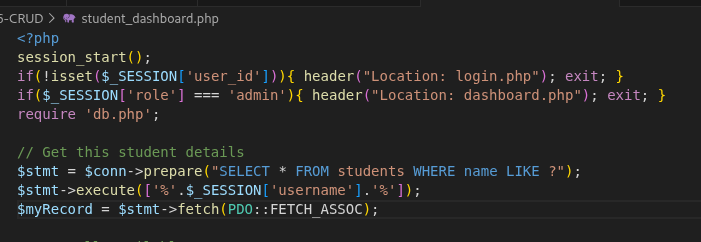 5-CRUD > student_dashboard.php
<?php
session_start();
if(!isset($_SESSION['user_id'])){ header("Location: login.php"); exit; }
if($_SESSION['role'] === 'admin'){ header("Location: dashboard.php"); exit; }
require 'db.php';
// Get this student details
$stmt = $conn->prepare("SELECT * FROM students WHERE name LIKE ?");
$stmt->execute(['%'.$_SESSION['username'].'%']);
$myRecord = $stmt->fetch(PDO::FETCH_ASSOC);